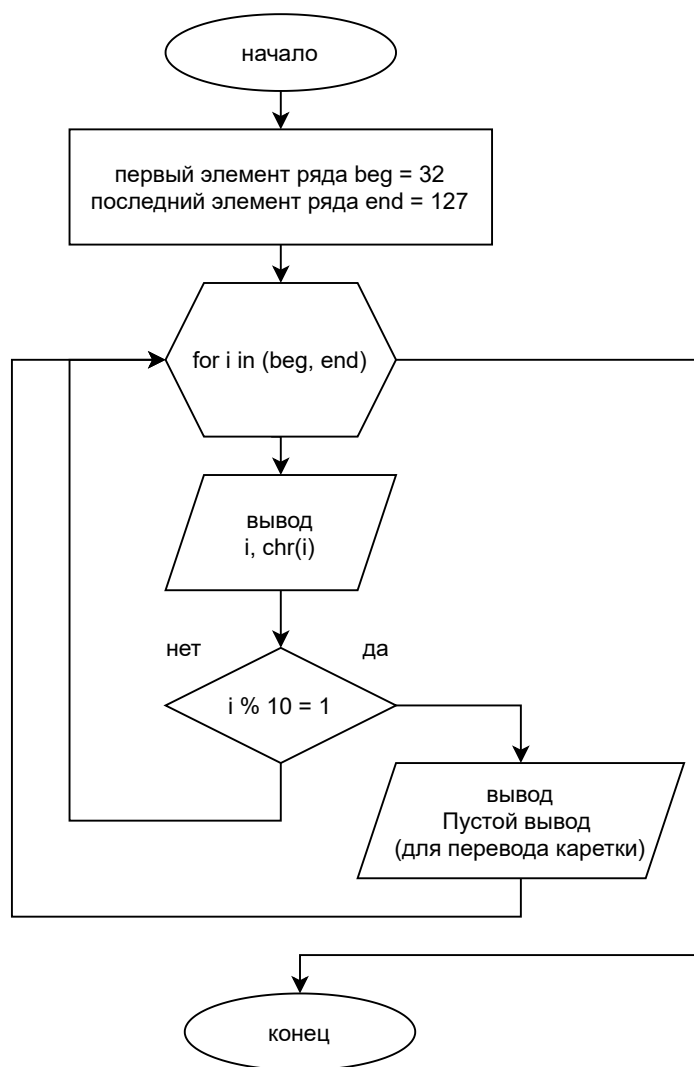 начало
первый элемент ряда beg = 32
последний элемент ряда end = 127
for i in (beg, end)
вывод
i, chr(i)
нет
да
i % 10 = 1
вывод
Пустой вывод
(для перевода каретки)
конец